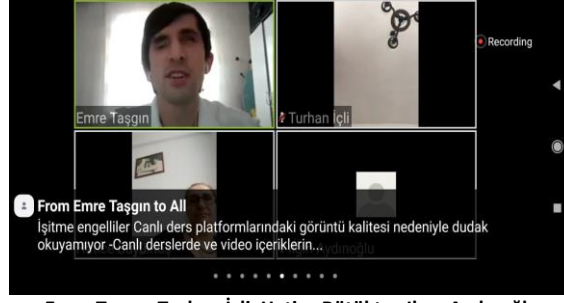 Recording
Emre Taşgın
Turhan İçli
From Emre Taşgın to All
İşitme engelliler Canlı ders platformlarındaki görüntü kalitesi nedeniyle dudak
okuyamıyor -Canlı derslerde ve video içeriklerin...